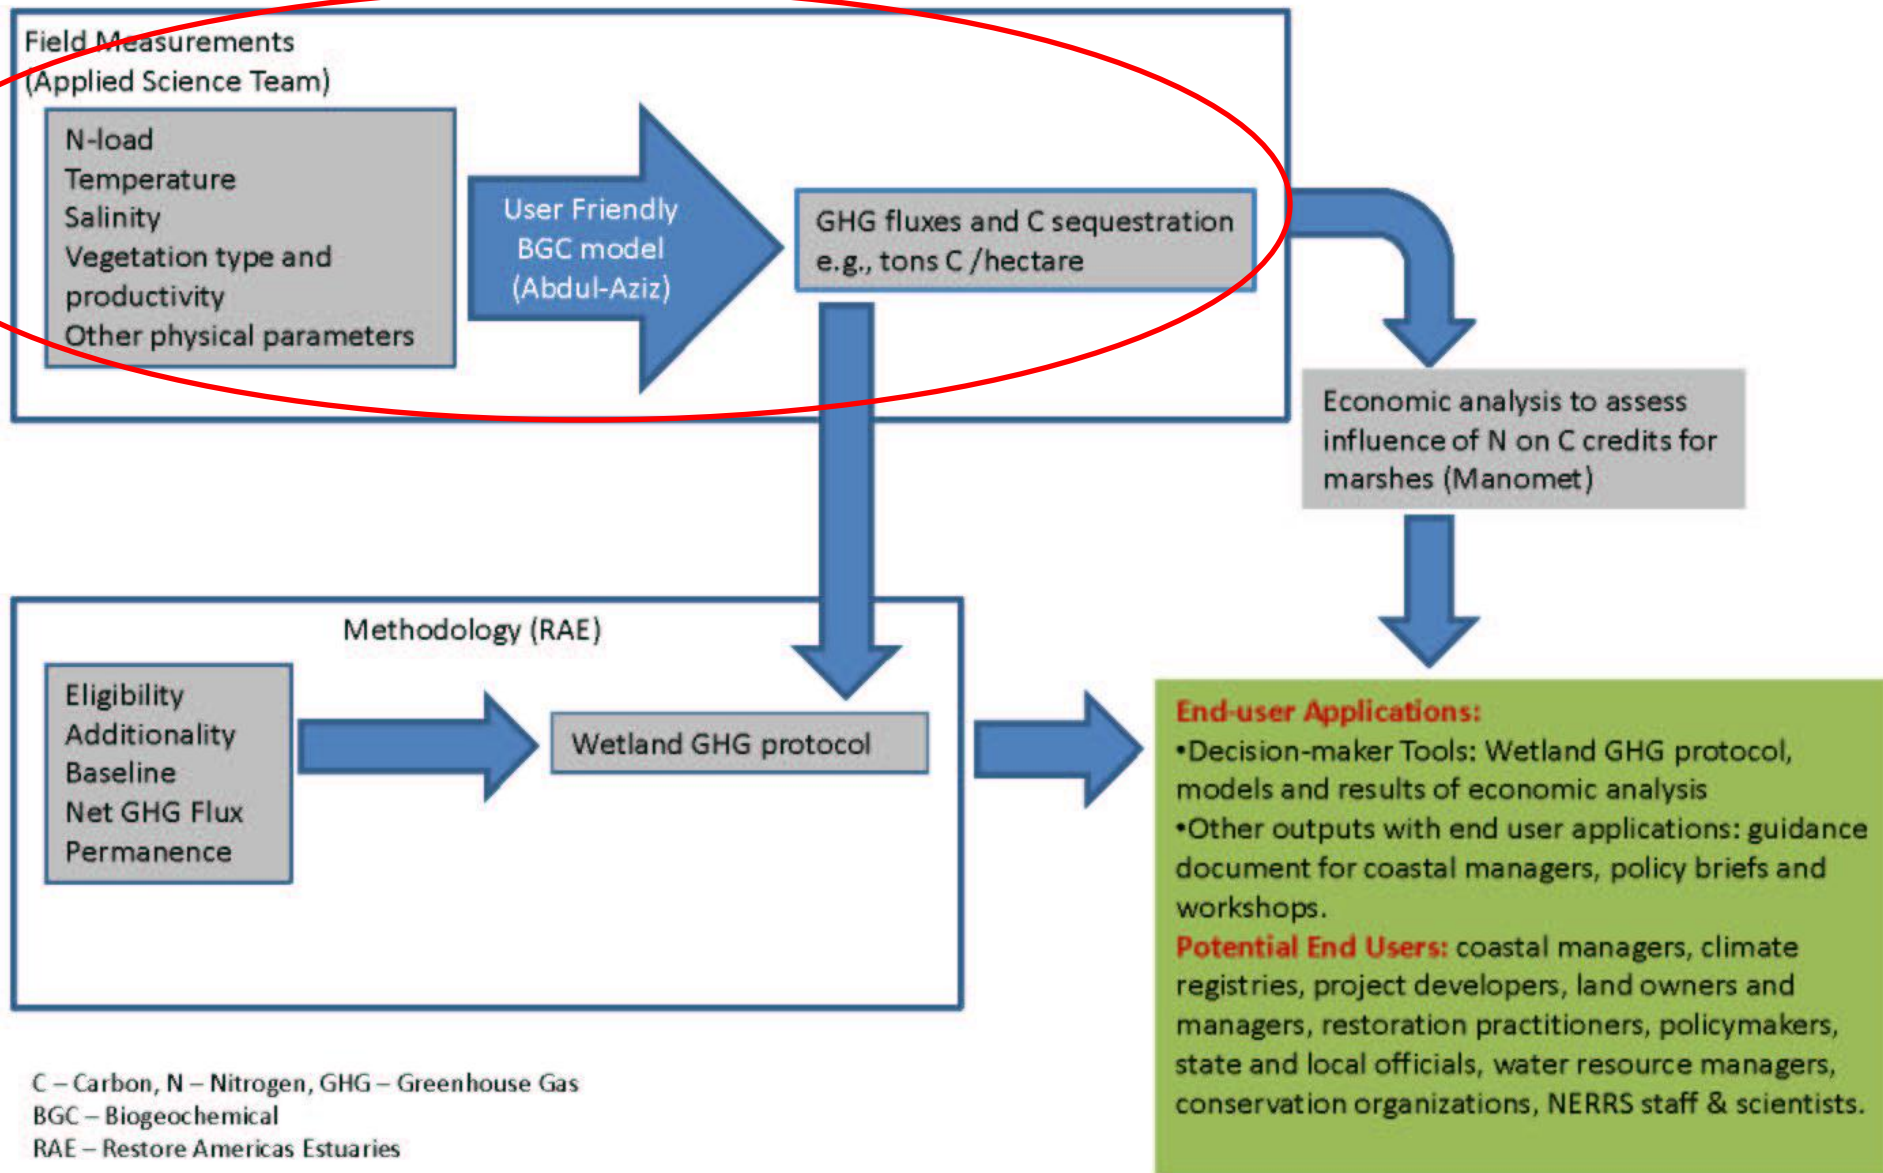 Field Measurements
(Applied Science Team)
N-load
Temperature
Salinity
Vegetation type and
productivity
Other physical parameters
User Friendly
BGC model
(Abdul-Aziz)
GHG fluxes and C sequestration
e.g., tons C /hectare
Economic analysis to assess
influence of N on C credits for
marshes (Manomet)
Methodology (RAE)
Eligibility
Additionality
Baseline
Net GHG Flux
Permanence
Wetland GHG protocol
End-user Applications:
•Decision-maker Tools: Wetland GHG protocol,
models and results of economic analysis
•Other outputs with end user applications: guidance
document for coastal managers, policy briefs and
workshops.
Potential End Users: coastal managers, climate
registries, project developers, land owners and
managers, restoration practitioners, policymakers,
state and local officials, water resource managers,
conservation organizations, NERRS staff & scientists.
C – Carbon, N – Nitrogen, GHG – Greenhouse Gas
BGC – Biogeochemical
RAE – Restore Americas Estuaries